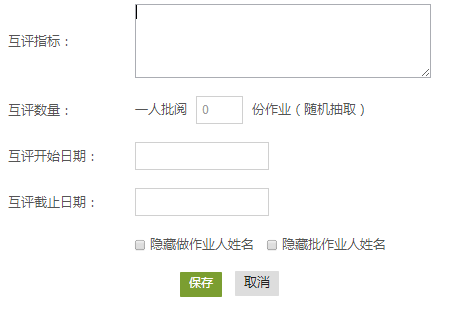 互评指标：
互评数量： 一人批阅 0 份作业（随机抽取）
互评开始日期：
互评截止日期：
隐藏做作业人姓名 隐藏批作业人姓名
保存 取消